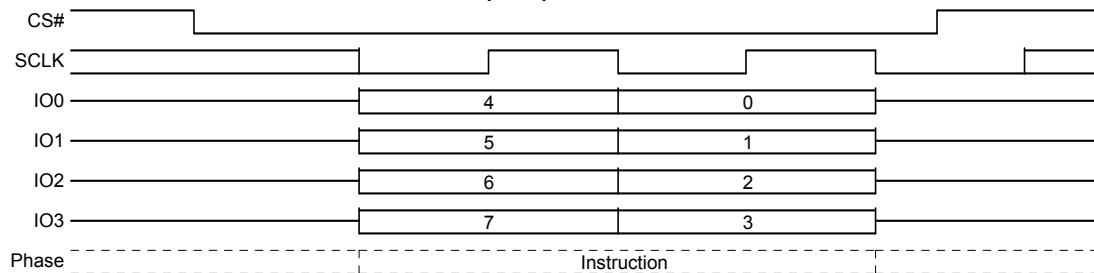 CS#
SCLK
IO0 4 0
IO1 5 1
IO2 6 2
IO3 7 3
Phase Instruction